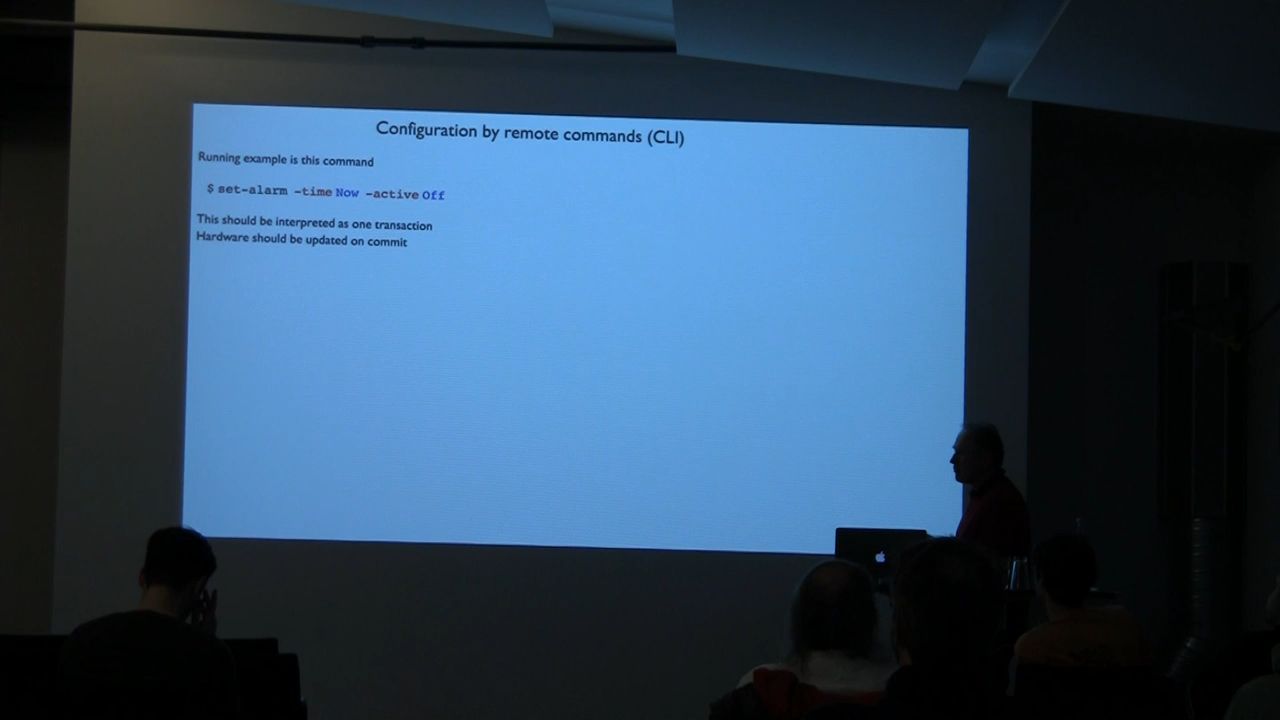 Configuration by remote commands (CLI)
Running example is this command
$ set-alarm -time Now -active Off
This should be interpreted as one transaction
Hardware should be updated on commit